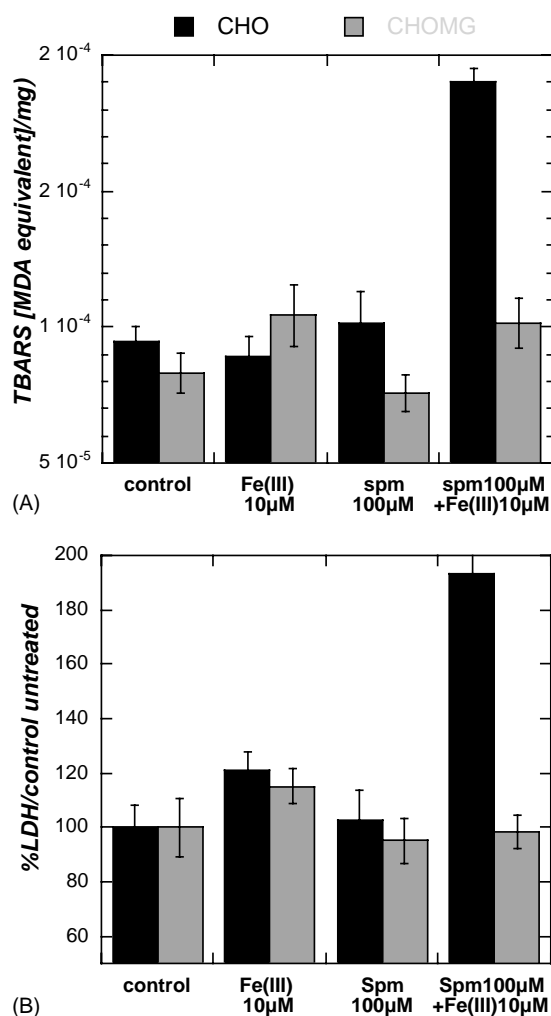 CHO CHOMG
TBARS [MDA equivalent]/mg)
2 10-4
2 10-4
1 10-4
5 10-5
control Fe(III) spm spm100µM
10µM 100µM +Fe(III)10µM
(A)
%LDH/control untreated
200
180
160
140
120
100
80
60
control Fe(III) Spm Spm100µM
10µM 100µM +Fe(III)10µM
(B)